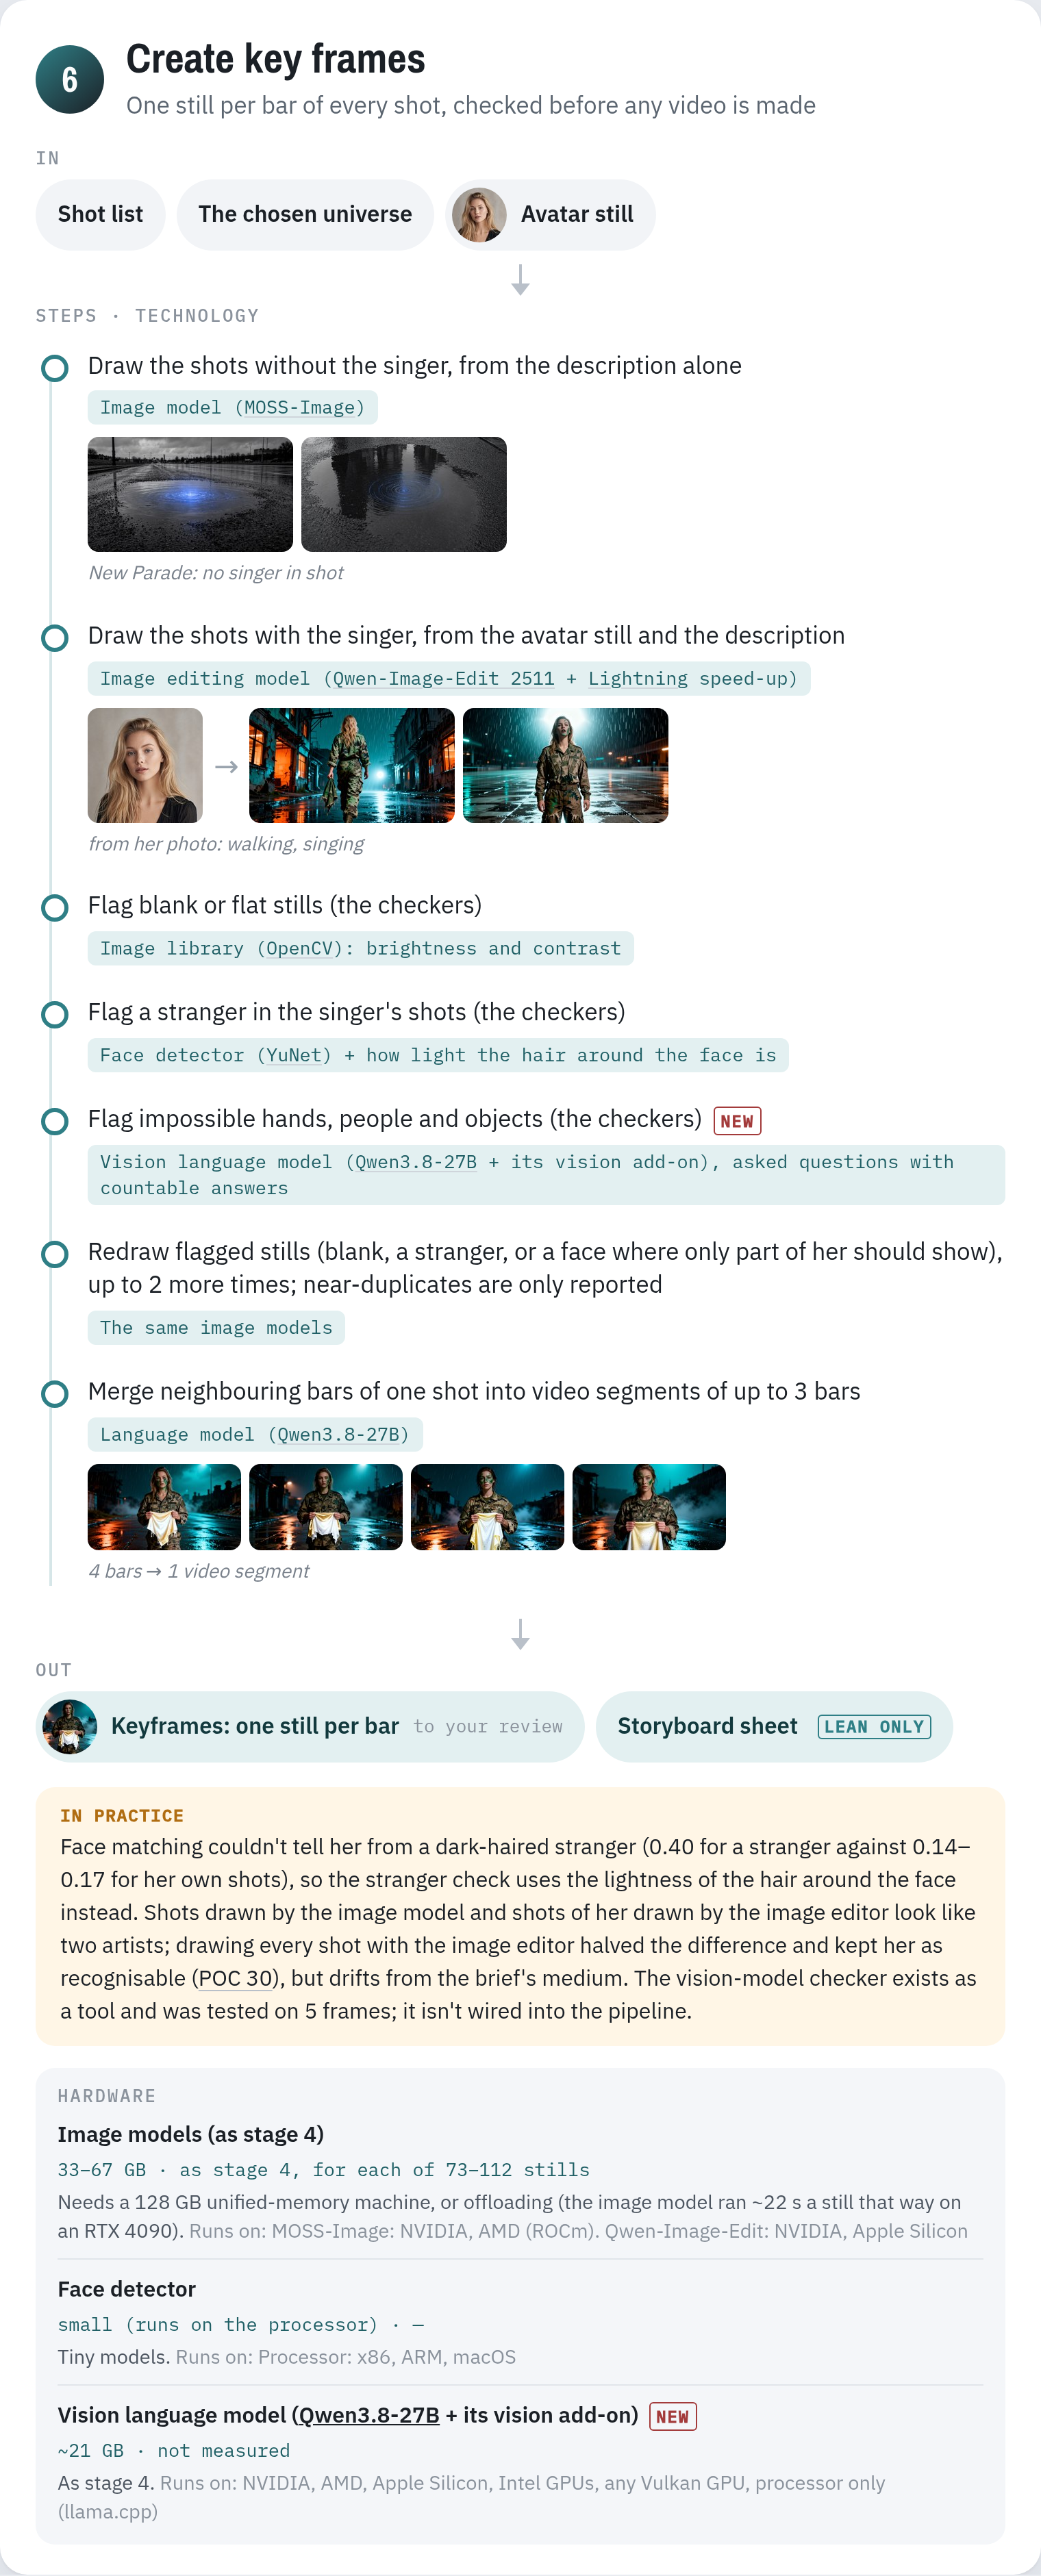 6
Create key frames
One still per bar of every shot, checked before any video is made
IN
Shot list
The chosen universe
Avatar still
STEPS · TECHNOLOGY
Draw the shots without the singer, from the description alone
Image model (MOSS-Image)
New Parade: no singer in shot
Draw the shots with the singer, from the avatar still and the description
Image editing model (Qwen-Image-Edit 2511 + Lightning speed-up)
→
from her photo: walking, singing
Flag blank or flat stills (the checkers)
Image library (OpenCV): brightness and contrast
Flag a stranger in the singer's shots (the checkers)
Face detector (YuNet) + how light the hair around the face is
Flag impossible hands, people and objects (the checkers) NEW
Vision language model (Qwen3.8-27B + its vision add-on), asked questions with
countable answers
Redraw flagged stills (blank, a stranger, or a face where only part of her should show),
up to 2 more times; near-duplicates are only reported
The same image models
Merge neighbouring bars of one shot into video segments of up to 3 bars
Language model (Qwen3.8-27B)
4 bars → 1 video segment
OUT
Keyframes: one still per bar to your review
Storyboard sheet LEAN ONLY
IN PRACTICE
Face matching couldn't tell her from a dark-haired stranger (0.40 for a stranger against 0.14–
0.17 for her own shots), so the stranger check uses the lightness of the hair around the face
instead. Shots drawn by the image model and shots of her drawn by the image editor look like
two artists; drawing every shot with the image editor halved the difference and kept her as
recognisable (POC 30), but drifts from the brief's medium. The vision-model checker exists as
a tool and was tested on 5 frames; it isn't wired into the pipeline.
HARDWARE
Image models (as stage 4)
33–67 GB · as stage 4, for each of 73–112 stills
Needs a 128 GB unified-memory machine, or offloading (the image model ran ~22 s a still that way on
an RTX 4090). Runs on: MOSS-Image: NVIDIA, AMD (ROCm). Qwen-Image-Edit: NVIDIA, Apple Silicon
Face detector
small (runs on the processor) · —
Tiny models. Runs on: Processor: x86, ARM, macOS
Vision language model (Qwen3.8-27B + its vision add-on) NEW
~21 GB · not measured
As stage 4. Runs on: NVIDIA, AMD, Apple Silicon, Intel GPUs, any Vulkan GPU, processor only
(llama.cpp)